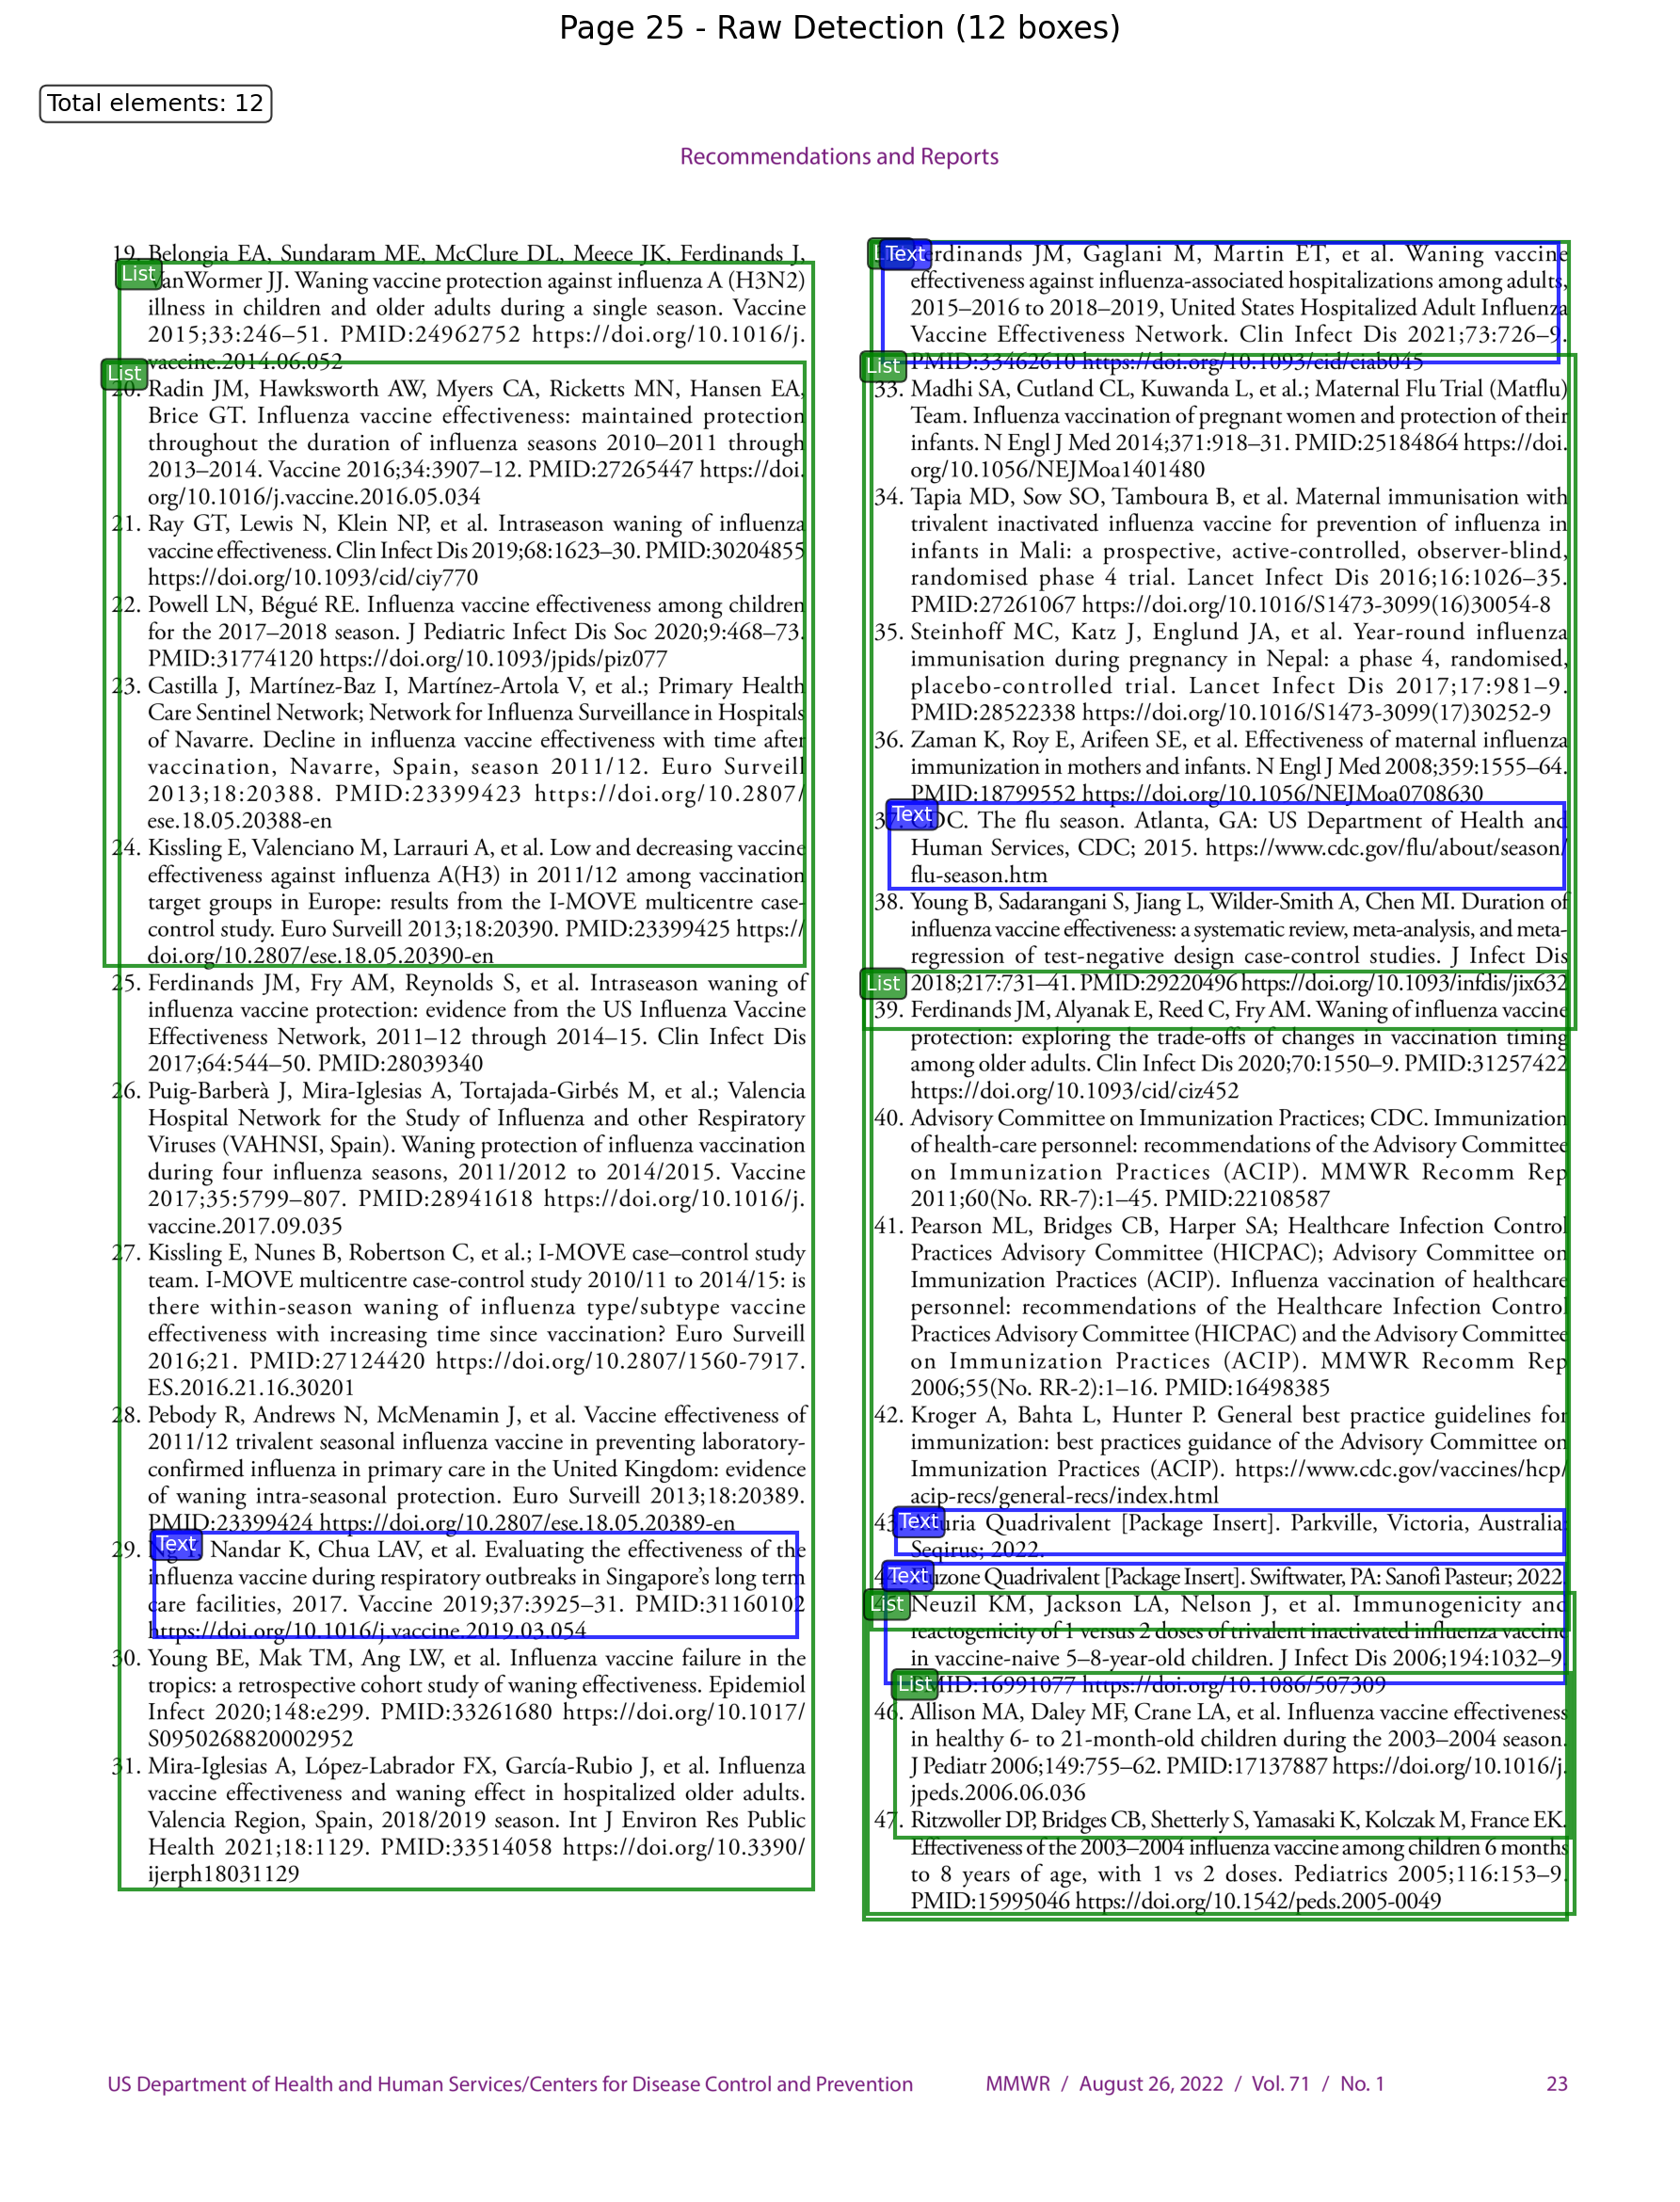 Page 25 - Raw Detection (12 boxes)
Total elements: 12
Recommendations and Reports
19. Belongia EA, Sundaram ME, McClure DL, Meece JK, Ferdinands J,
List
VanWormer JJ. Waning vaccine protection against influenza A (H3N2)
illness in children and older adults during a single season. Vaccine
2015;33:246–51. PMID:24962752 https://doi.org/10.1016/j.
vaccine.2014.06.052
List
20. Radin JM, Hawksworth AW, Myers CA, Ricketts MN, Hansen EA,
Brice GT. Influenza vaccine effectiveness: maintained protection
throughout the duration of influenza seasons 2010–2011 through
2013–2014. Vaccine 2016;34:3907–12. PMID:27265447 https://doi.
org/10.1016/j.vaccine.2016.05.034
21. Ray GT, Lewis N, Klein NP, et al. Intraseason waning of influenza
vaccine effectiveness. Clin Infect Dis 2019;68:1623–30. PMID:30204855
https://doi.org/10.1093/cid/ciy770
22. Powell LN, Bégué RE. Influenza vaccine effectiveness among children
for the 2017–2018 season. J Pediatric Infect Dis Soc 2020;9:468–73.
PMID:31774120 https://doi.org/10.1093/jpids/piz077
23. Castilla J, Martínez-Baz I, Martínez-Artola V, et al.; Primary Health
Care Sentinel Network; Network for Influenza Surveillance in Hospitals
of Navarre. Decline in influenza vaccine effectiveness with time after
vaccination, Navarre, Spain, season 2011/12. Euro Surveill
2013;18:20388. PMID:23399423 https://doi.org/10.2807/
ese.18.05.20388-en
24. Kissling E, Valenciano M, Larrauri A, et al. Low and decreasing vaccine
effectiveness against influenza A(H3) in 2011/12 among vaccination
target groups in Europe: results from the I-MOVE multicentre case-
control study. Euro Surveill 2013;18:20390. PMID:23399425 https://
doi.org/10.2807/ese.18.05.20390-en
25. Ferdinands JM, Fry AM, Reynolds S, et al. Intraseason waning of
influenza vaccine protection: evidence from the US Influenza Vaccine
Effectiveness Network, 2011–12 through 2014–15. Clin Infect Dis
2017;64:544–50. PMID:28039340
26. Puig-Barberà J, Mira-Iglesias A, Tortajada-Girbés M, et al.; Valencia
Hospital Network for the Study of Influenza and other Respiratory
Viruses (VAHNSI, Spain). Waning protection of influenza vaccination
during four influenza seasons, 2011/2012 to 2014/2015. Vaccine
2017;35:5799–807. PMID:28941618 https://doi.org/10.1016/j.
vaccine.2017.09.035
27. Kissling E, Nunes B, Robertson C, et al.; I-MOVE case–control study
team. I-MOVE multicentre case-control study 2010/11 to 2014/15: is
there within-season waning of influenza type/subtype vaccine
effectiveness with increasing time since vaccination? Euro Surveill
2016;21. PMID:27124420 https://doi.org/10.2807/1560-7917.
ES.2016.21.16.30201
28. Pebody R, Andrews N, McMenamin J, et al. Vaccine effectiveness of
2011/12 trivalent seasonal influenza vaccine in preventing laboratory-
confirmed influenza in primary care in the United Kingdom: evidence
of waning intra-seasonal protection. Euro Surveill 2013;18:20389.
PMID:23399424 https://doi.org/10.2807/ese.18.05.20389-en
Text
29. Nandar K, Chua LAV, et al. Evaluating the effectiveness of the
influenza vaccine during respiratory outbreaks in Singapore's long term
care facilities, 2017. Vaccine 2019;37:3925–31. PMID:31160102
https://doi.org/10.1016/j.vaccine.2019.03.054
30. Young BE, Mak TM, Ang LW, et al. Influenza vaccine failure in the
tropics: a retrospective cohort study of waning effectiveness. Epidemiol
Infect 2020;148:e299. PMID:33261680 https://doi.org/10.1017/
S0950268820002952
31. Mira-Iglesias A, López-Labrador FX, García-Rubio J, et al. Influenza
vaccine effectiveness and waning effect in hospitalized older adults.
Valencia Region, Spain, 2018/2019 season. Int J Environ Res Public
Health 2021;18:1129. PMID:33514058 https://doi.org/10.3390/
ijerph18031129
Text
Ferdinands JM, Gaglani M, Martin ET, et al. Waning vaccine
effectiveness against influenza-associated hospitalizations among adults,
2015–2016 to 2018–2019, United States Hospitalized Adult Influenza
Vaccine Effectiveness Network. Clin Infect Dis 2021;73:726–9.
PMID:33462610 https://doi.org/10.1093/cid/ciab045
List
33. Madhi SA, Cutland CL, Kuwanda L, et al.; Maternal Flu Trial (Matflu)
Team. Influenza vaccination of pregnant women and protection of their
infants. N Engl J Med 2014;371:918–31. PMID:25184864 https://doi.
org/10.1056/NEJMoa1401480
34. Tapia MD, Sow SO, Tamboura B, et al. Maternal immunisation with
trivalent inactivated influenza vaccine for prevention of influenza in
infants in Mali: a prospective, active-controlled, observer-blind,
randomised phase 4 trial. Lancet Infect Dis 2016;16:1026–35.
PMID:27261067 https://doi.org/10.1016/S1473-3099(16)30054-8
35. Steinhoff MC, Katz J, Englund JA, et al. Year-round influenza
immunisation during pregnancy in Nepal: a phase 4, randomised,
placebo-controlled trial. Lancet Infect Dis 2017;17:981–9.
PMID:28522338 https://doi.org/10.1016/S1473-3099(17)30252-9
36. Zaman K, Roy E, Arifeen SE, et al. Effectiveness of maternal influenza
immunization in mothers and infants. N Engl J Med 2008;359:1555–64.
PMID:18799552 https://doi.org/10.1056/NEJMoa0708630
Text
37. CDC. The flu season. Atlanta, GA: US Department of Health and
Human Services, CDC; 2015. https://www.cdc.gov/flu/about/season/
flu-season.htm
38. Young B, Sadarangani S, Jiang L, Wilder-Smith A, Chen MI. Duration of
influenza vaccine effectiveness: a systematic review, meta-analysis, and meta-
regression of test-negative design case-control studies. J Infect Dis
List
2018;217:731–41. PMID:29220496 https://doi.org/10.1093/infdis/jix632
39. Ferdinands JM, Alyanak E, Reed C, Fry AM. Waning of influenza vaccine
protection: exploring the trade-offs of changes in vaccination timing
among older adults. Clin Infect Dis 2020;70:1550–9. PMID:31257422
https://doi.org/10.1093/cid/ciz452
40. Advisory Committee on Immunization Practices; CDC. Immunization
of health-care personnel: recommendations of the Advisory Committee
on Immunization Practices (ACIP). MMWR Recomm Rep
2011;60(No. RR-7):1–45. PMID:22108587
41. Pearson ML, Bridges CB, Harper SA; Healthcare Infection Control
Practices Advisory Committee (HICPAC); Advisory Committee on
Immunization Practices (ACIP). Influenza vaccination of healthcare
personnel: recommendations of the Healthcare Infection Control
Practices Advisory Committee (HICPAC) and the Advisory Committee
on Immunization Practices (ACIP). MMWR Recomm Rep
2006;55(No. RR-2):1–16. PMID:16498385
42. Kroger A, Bahta L, Hunter P. General best practice guidelines for
immunization: best practices guidance of the Advisory Committee on
Immunization Practices (ACIP). https://www.cdc.gov/vaccines/hcp/
acip-recs/general-recs/index.html
Text
43. Afluria Quadrivalent [Package Insert]. Parkville, Victoria, Australia:
Seqirus; 2022.
Text
Fluzone Quadrivalent [Package Insert]. Swiftwater, PA: Sanofi Pasteur; 2022.
List
Neuzil KM, Jackson LA, Nelson J, et al. Immunogenicity and
reactogenicity of 1 versus 2 doses of trivalent inactivated influenza vaccine
in vaccine-naive 5–8-year-old children. J Infect Dis 2006;194:1032–9.
List
PMID:16991077 https://doi.org/10.1086/507309
46. Allison MA, Daley MF, Crane LA, et al. Influenza vaccine effectiveness
in healthy 6- to 21-month-old children during the 2003–2004 season.
J Pediatr 2006;149:755–62. PMID:17137887 https://doi.org/10.1016/j.
jpeds.2006.06.036
47. Ritzwoller DP, Bridges CB, Shetterly S, Yamasaki K, Kolczak M, France EK.
Effectiveness of the 2003–2004 influenza vaccine among children 6 months
to 8 years of age, with 1 vs 2 doses. Pediatrics 2005;116:153–9.
PMID:15995046 https://doi.org/10.1542/peds.2005-0049
US Department of Health and Human Services/Centers for Disease Control and Prevention MMWR / August 26, 2022 / Vol. 71 / No. 1 23